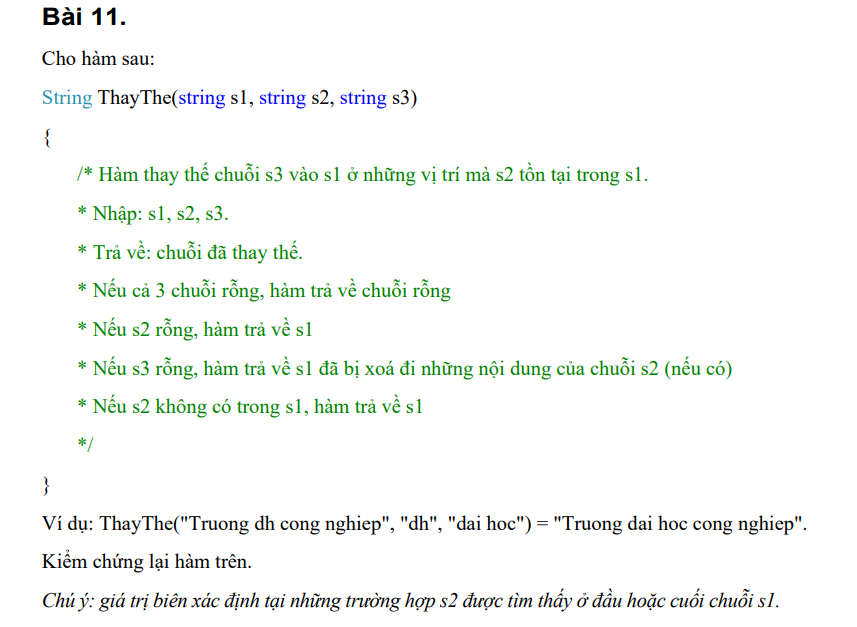 Bài 11.
Cho hàm sau:
String ThayThe(string s1, string s2, string s3)
{
/* Hàm thay thế chuỗi s3 vào s1 ở những vị trí mà s2 tồn tại trong s1.
* Nhập: s1, s2, s3.
* Trả về: chuỗi đã thay thế.
* Nếu cả 3 chuỗi rỗng, hàm trả về chuỗi rỗng
* Nếu s2 rỗng, hàm trả về s1
* Nếu s3 rỗng, hàm trả về s1 đã bị xoá đi những nội dung của chuỗi s2 (nếu có)
* Nếu s2 không có trong s1, hàm trả về s1
*/
}
Ví dụ: ThayThe("Truong dh cong nghiep", "dh", "dai hoc") = "Truong dai hoc cong nghiep".
Kiểm chứng lại hàm trên.
Chú ý: giá trị biên xác định tại những trường hợp s2 được tìm thấy ở đầu hoặc cuối chuỗi s1.